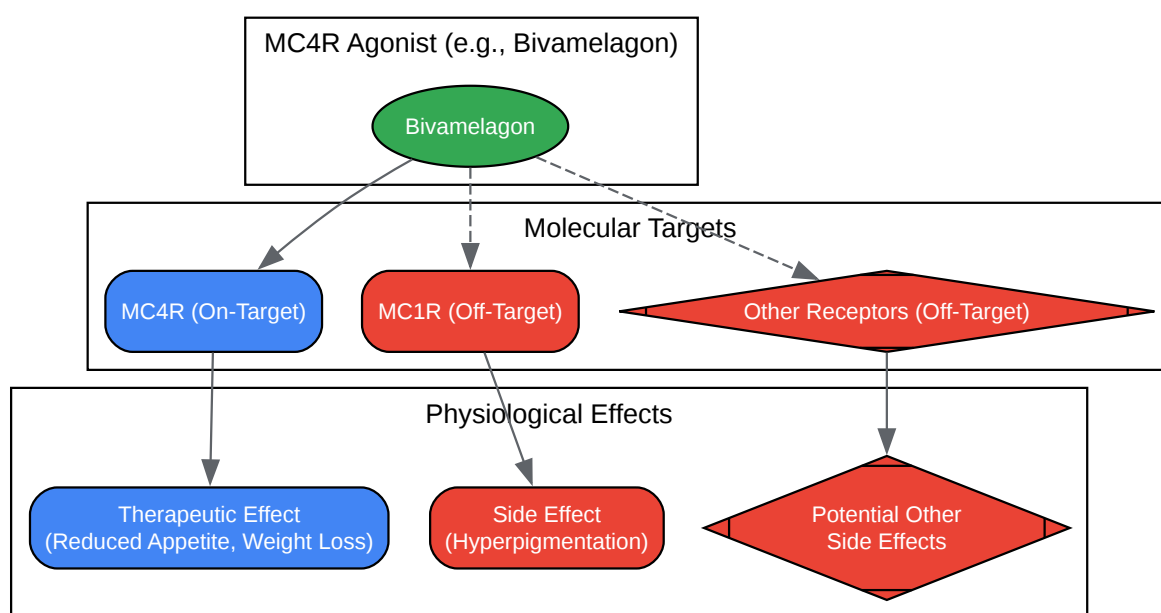 MC4R Agonist (e.g., Bivamelagon)
Bivamelagon
Molecular Targets
MC4R (On-Target)
MC1R (Off-Target)
Other Receptors (Off-Target)
Physiological Effects
Therapeutic Effect
(Reduced Appetite, Weight Loss)
Side Effect
(Hyperpigmentation)
Potential Other
Side Effects